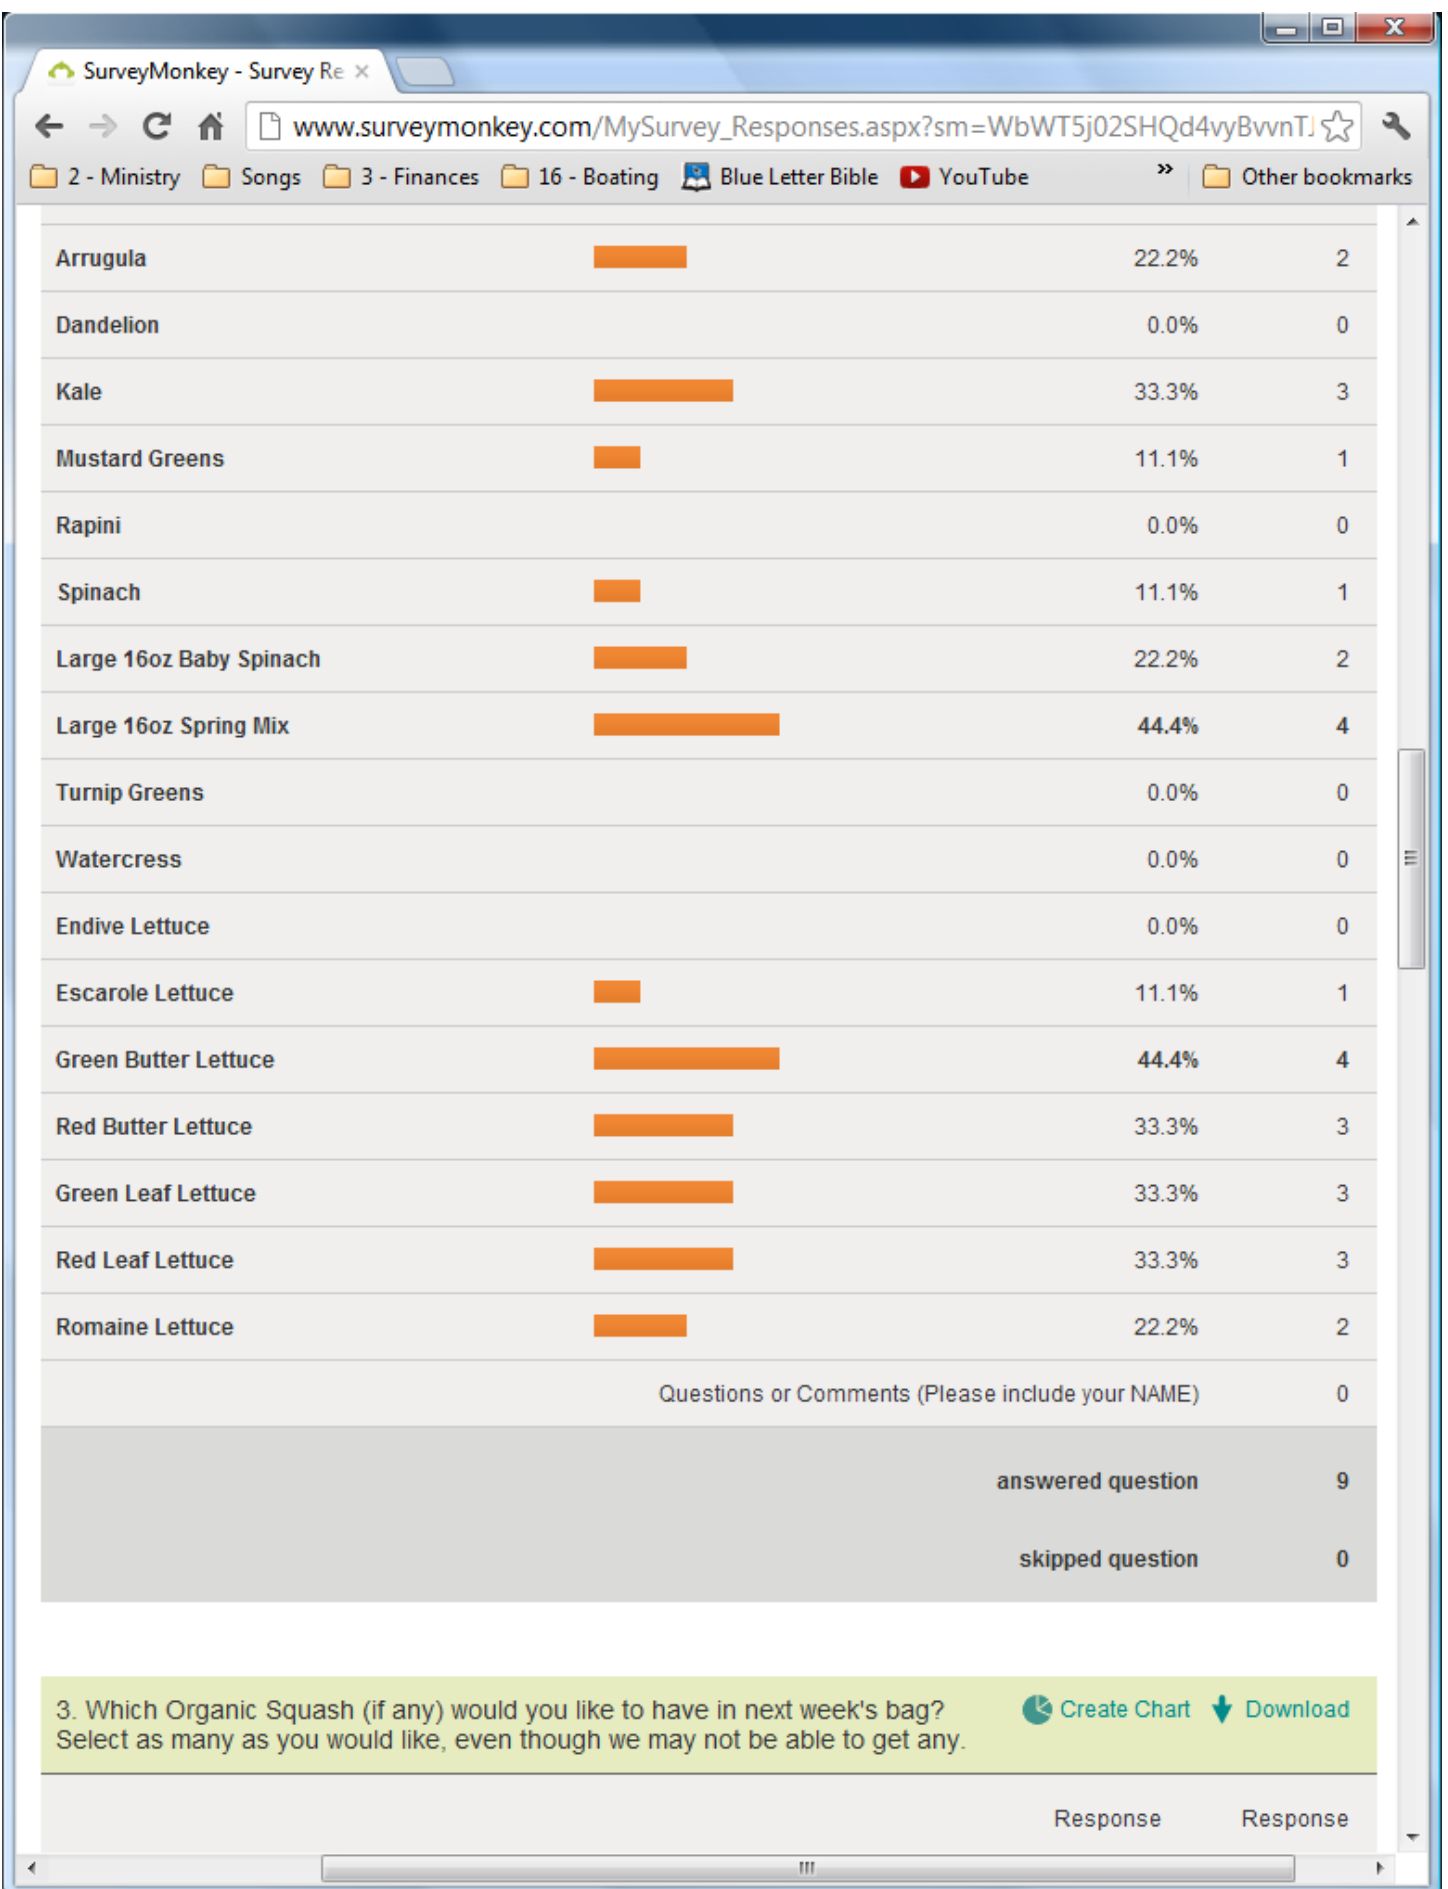 SurveyMonkey - Survey Re
www.surveymonkey.com/MySurvey_Responses.aspx?sm=WbWT5j02SHQd4vyBvvnTJ
2 - Ministry Songs 3 - Finances 16 - Boating Blue Letter Bible YouTube » Other bookmarks
Arrugula 22.2% 2
Dandelion 0.0% 0
Kale 33.3% 3
Mustard Greens 11.1% 1
Rapini 0.0% 0
Spinach 11.1% 1
Large 16oz Baby Spinach 22.2% 2
Large 16oz Spring Mix 44.4% 4
Turnip Greens 0.0% 0
Watercress 0.0% 0
Endive Lettuce 0.0% 0
Escarole Lettuce 11.1% 1
Green Butter Lettuce 44.4% 4
Red Butter Lettuce 33.3% 3
Green Leaf Lettuce 33.3% 3
Red Leaf Lettuce 33.3% 3
Romaine Lettuce 22.2% 2
Questions or Comments (Please include your NAME) 0
answered question 9
skipped question 0
3. Which Organic Squash (if any) would you like to have in next week's bag? Create Chart Download
Select as many as you would like, even though we may not be able to get any.
Response Response